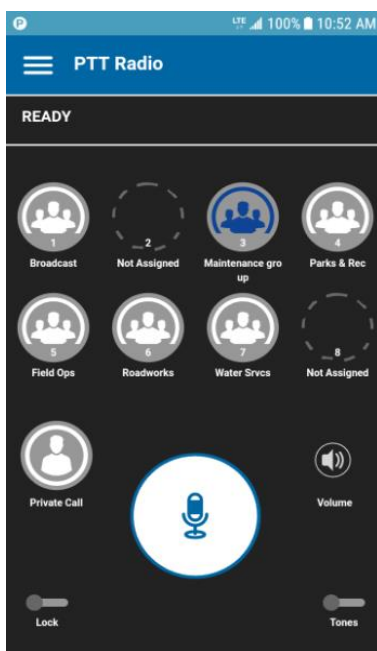 P LTE 100% 10:52 AM
PTT Radio
READY
1 2 3 4
Broadcast Not Assigned Maintenance gro Parks & Rec
up
5 6 7 8
Field Ops Roadworks Water Srvcs Not Assigned
Private Call Volume
Lock Tones